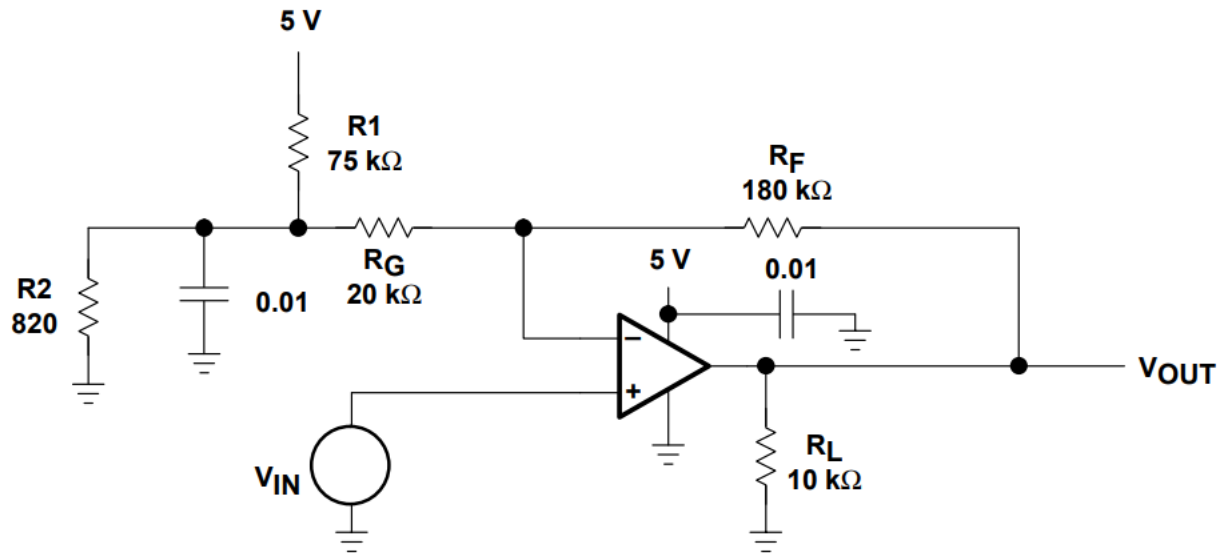 5 V
R1
75 kΩ
RF
180 kΩ
RG
20 kΩ
5 V
0.01
R2
820
0.01
–
+
VOUT
VIN
RL
10 kΩ